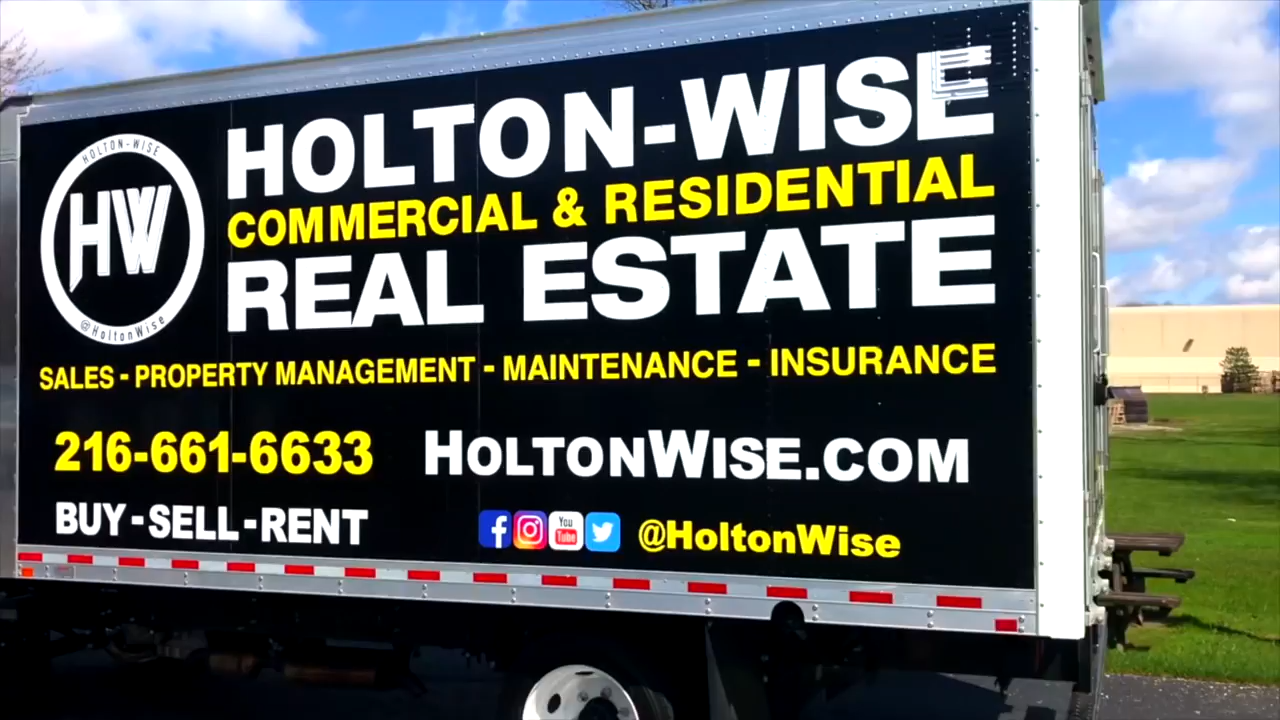 HOLTON-WISE
HW
@HoltonWise
HOLTON-WISE
COMMERCIAL & RESIDENTIAL
REAL ESTATE
SALES - PROPERTY MANAGEMENT - MAINTENANCE - INSURANCE
216-661-6633
HOLTONWISE.COM
BUY - SELL - RENT
f
You
Tube
@HoltonWise